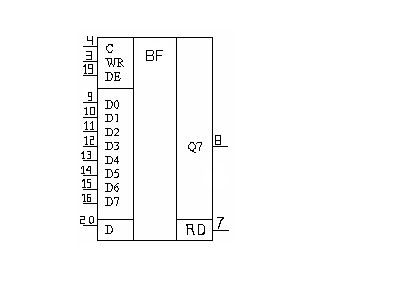 4 C BF
3 WR
19 DE
9 D0
10 D1
11 D2
12 D3 Q7 8
13 D4
14 D5
15 D6
16 D7
20 D RD 7